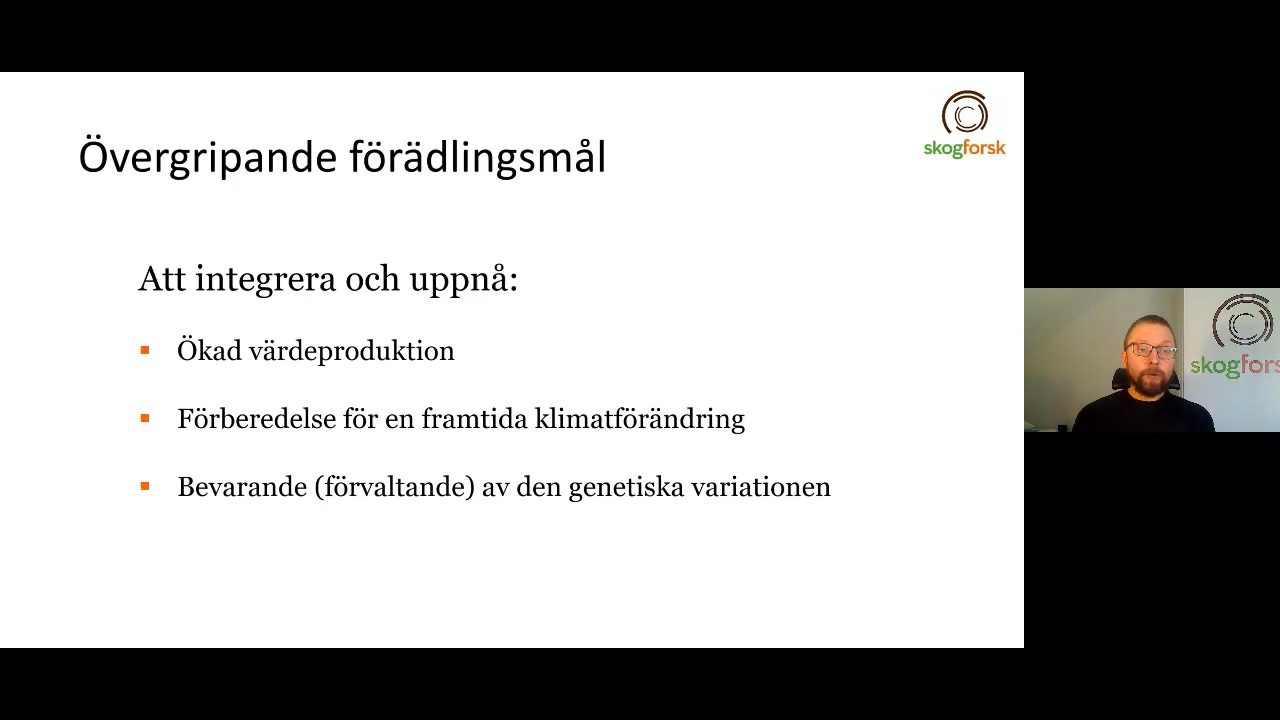 skogforsk
Övergripande förädlingsmål
Att integrera och uppnå:
Ökad värdeproduktion
Förberedelse för en framtida klimatförändring
Bevarande (förvaltande) av den genetiska variationen
skogfors